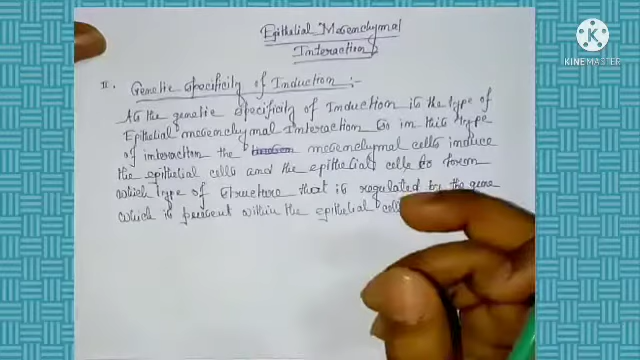 Epithelial Mesenchymal
Interaction
KINEMASTER
II. Genetic specificity of Induction :-
As the genetic specificity of Induction is the type of
Epithelial mesenchymal Interaction so in this type
of interaction the mesenchymal cells induce
the epithelial cells and the epithelial cells to form
which type of structure that is regulated by the gene
which is present within the epithelial cell